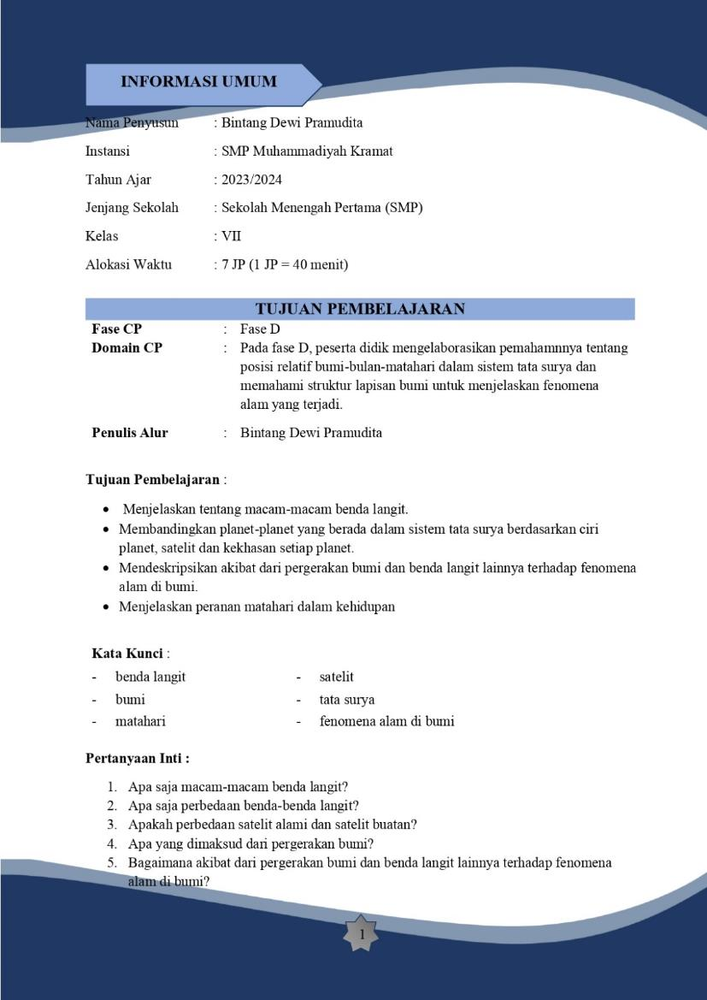 INFORMASI UMUM
Nama Penyusun : Bintang Dewi Pramudita
Instansi : SMP Muhammadiyah Kramat
Tahun Ajar : 2023/2024
Jenjang Sekolah : Sekolah Menengah Pertama (SMP)
Kelas : VII
Alokasi Waktu : 7 JP (1 JP = 40 menit)
TUJUAN PEMBELAJARAN
Fase CP : Fase D
Domain CP : Pada fase D, peserta didik mengelaborasikan pemahamnnya tentang
posisi relatif bumi-bulan-matahari dalam sistem tata surya dan
memahami struktur lapisan bumi untuk menjelaskan fenomena
alam yang terjadi.
Penulis Alur : Bintang Dewi Pramudita
Tujuan Pembelajaran :
• Menjelaskan tentang macam-macam benda langit.
• Membandingkan planet-planet yang berada dalam sistem tata surya berdasarkan ciri
planet, satelit dan kekhasan setiap planet.
• Mendeskripsikan akibat dari pergerakan bumi dan benda langit lainnya terhadap fenomena
alam di bumi.
• Menjelaskan peranan matahari dalam kehidupan
Kata Kunci :
- benda langit - satelit
- bumi - tata surya
- matahari - fenomena alam di bumi
Pertanyaan Inti :
1. Apa saja macam-macam benda langit?
2. Apa saja perbedaan benda-benda langit?
3. Apakah perbedaan satelit alami dan satelit buatan?
4. Apa yang dimaksud dari pergerakan bumi?
5. Bagaimana akibat dari pergerakan bumi dan benda langit lainnya terhadap fenomena
alam di bumi?
1